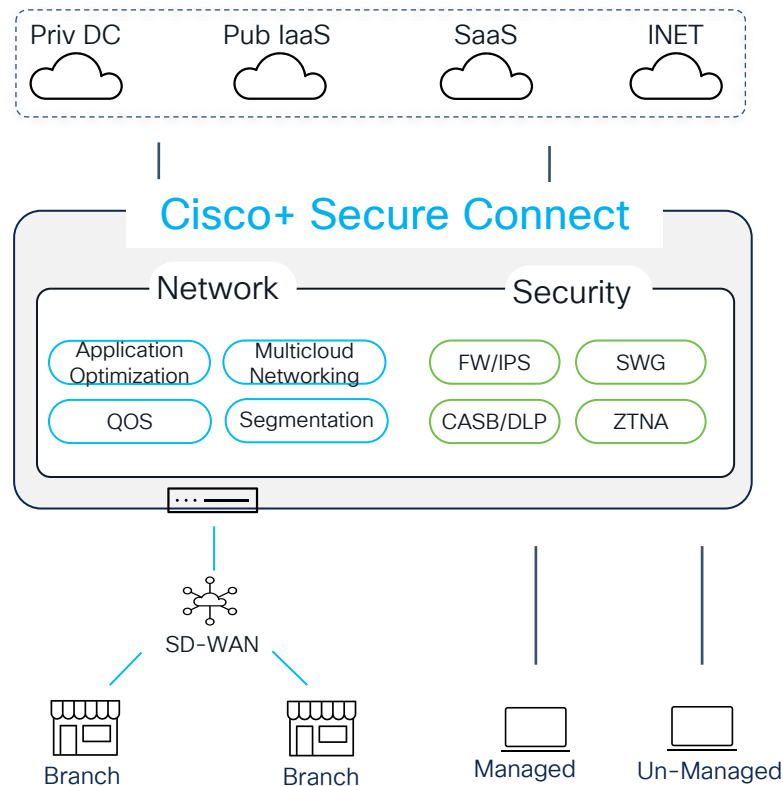 Priv DC
Pub IaaS
SaaS
INET
Cisco+ Secure Connect
Network
Security
Application
Optimization
Multicloud
Networking
FW/IPS
SWG
QOS
Segmentation
CASB/DLP
ZTNA
SD-WAN
Branch
Branch
Managed
Un-Managed